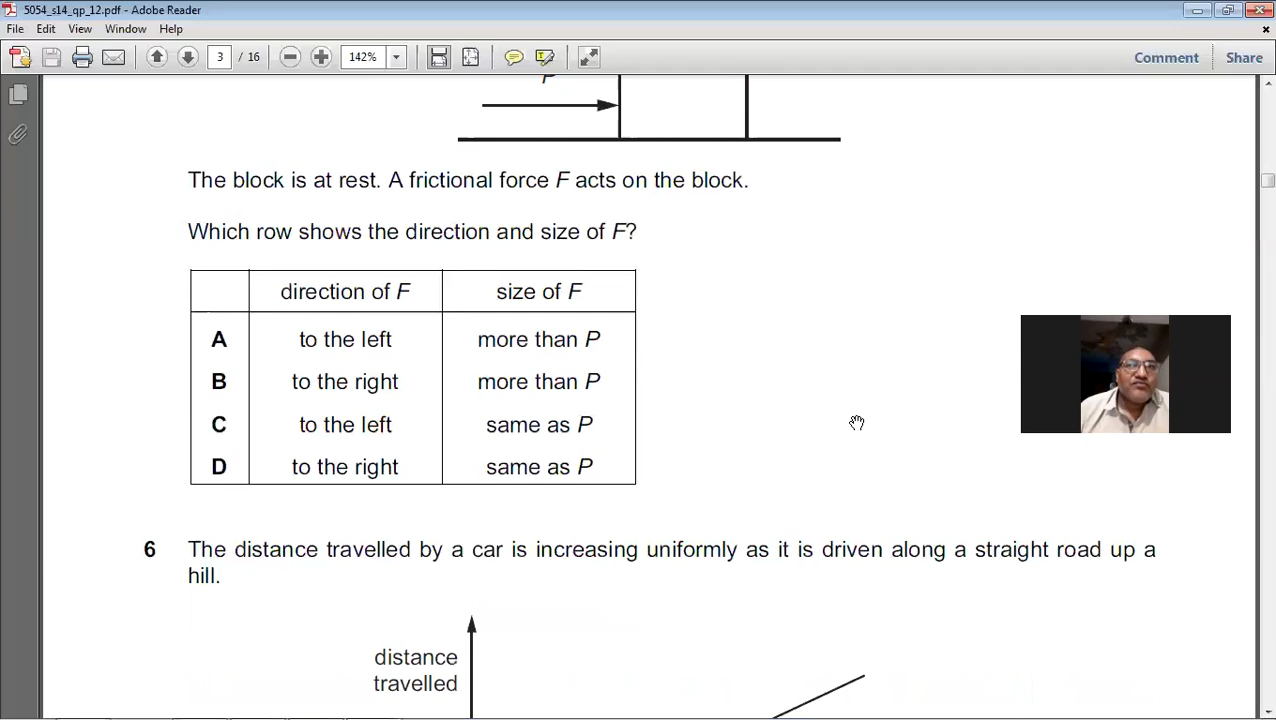 5054_s14_qp_12.pdf - Adobe Reader
File Edit View Window Help
3 / 16 142% Comment Share
P
The block is at rest. A frictional force F acts on the block.
Which row shows the direction and size of F?
direction of F size of F
A to the left more than P
B to the right more than P
C to the left same as P
D to the right same as P
6 The distance travelled by a car is increasing uniformly as it is driven along a straight road up a
hill.
distance
travelled